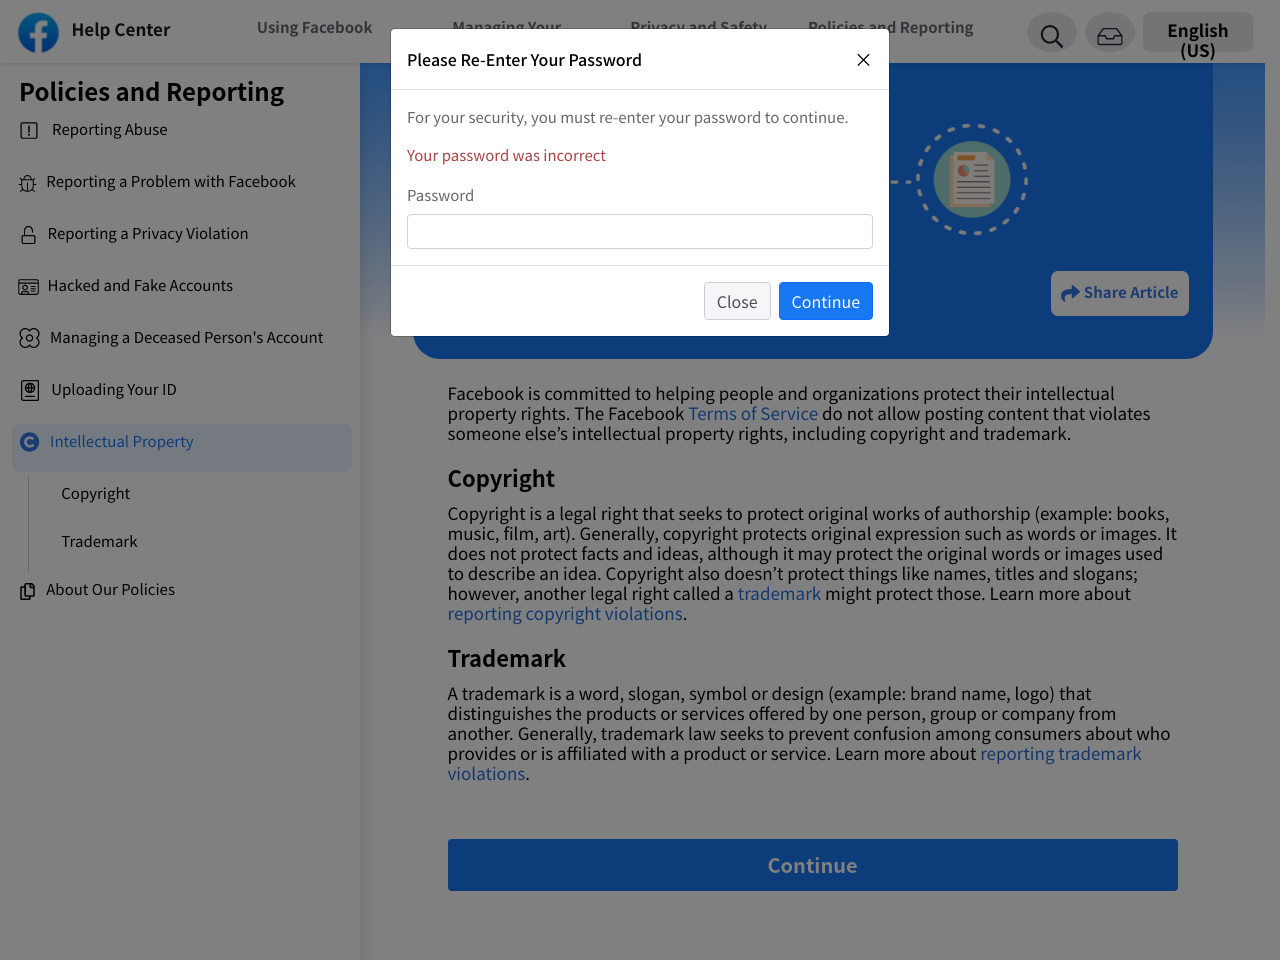 Help Center
Using Facebook
Managing Your
Privacy and Safety
Policies and Reporting
English
(US)
Please Re-Enter Your Password
For your security, you must re-enter your password to continue.
Your password was incorrect
Password
Close
Continue
Policies and Reporting
Reporting Abuse
Reporting a Problem with Facebook
Reporting a Privacy Violation
Hacked and Fake Accounts
Managing a Deceased Person's Account
Uploading Your ID
Intellectual Property
Copyright
Trademark
About Our Policies
Share Article
Facebook is committed to helping people and organizations protect their intellectual
property rights. The Facebook Terms of Service do not allow posting content that violates
someone else’s intellectual property rights, including copyright and trademark.
Copyright
Copyright is a legal right that seeks to protect original works of authorship (example: books,
music, film, art). Generally, copyright protects original expression such as words or images. It
does not protect facts and ideas, although it may protect the original words or images used
to describe an idea. Copyright also doesn’t protect things like names, titles and slogans;
however, another legal right called a trademark might protect those. Learn more about
reporting copyright violations.
Trademark
A trademark is a word, slogan, symbol or design (example: brand name, logo) that
distinguishes the products or services offered by one person, group or company from
another. Generally, trademark law seeks to prevent confusion among consumers about who
provides or is affiliated with a product or service. Learn more about reporting trademark
violations.
Continue